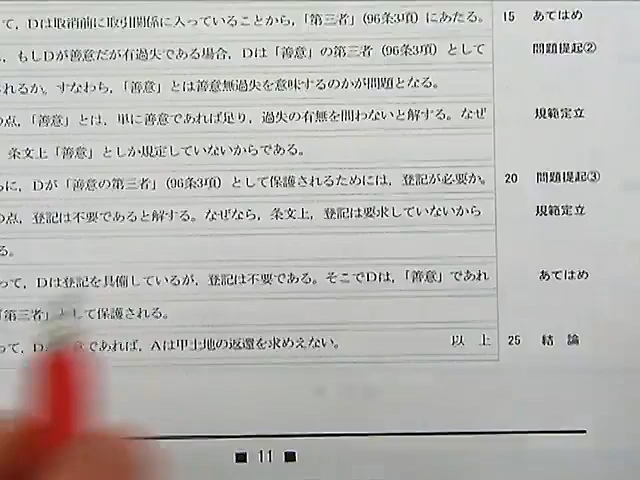 て，Dは取消前に取引関係に入っていることから，「第三者」（96条3項）にあたる。 15 あてはめ
，もしDが善意だが有過失である場合，Dは「善意」の第三者（96条3項）として 問題提起②
れるか。すなわち，「善意」とは善意無過失を意味するのかが問題となる。
の点，「善意」とは，単に善意であれば足り，過失の有無を問わないと解する。なぜ 規範定立
条文上「善意」としか規定していないからである。
に，Dが「善意の第三者」（96条3項）として保護されるためには，登記が必要か。 20 問題提起③
の点，登記は不要であると解する。なぜなら，条文上，登記は要求していないから 規範定立
る。
って，Dは登記を具備しているが，登記は不要である。そこでDは，「善意」であれ あてはめ
「第三者」として保護される。
って，D 意であれば，Aは甲土地の返還を求めえない。 以上 25 結論
■ 11 ■